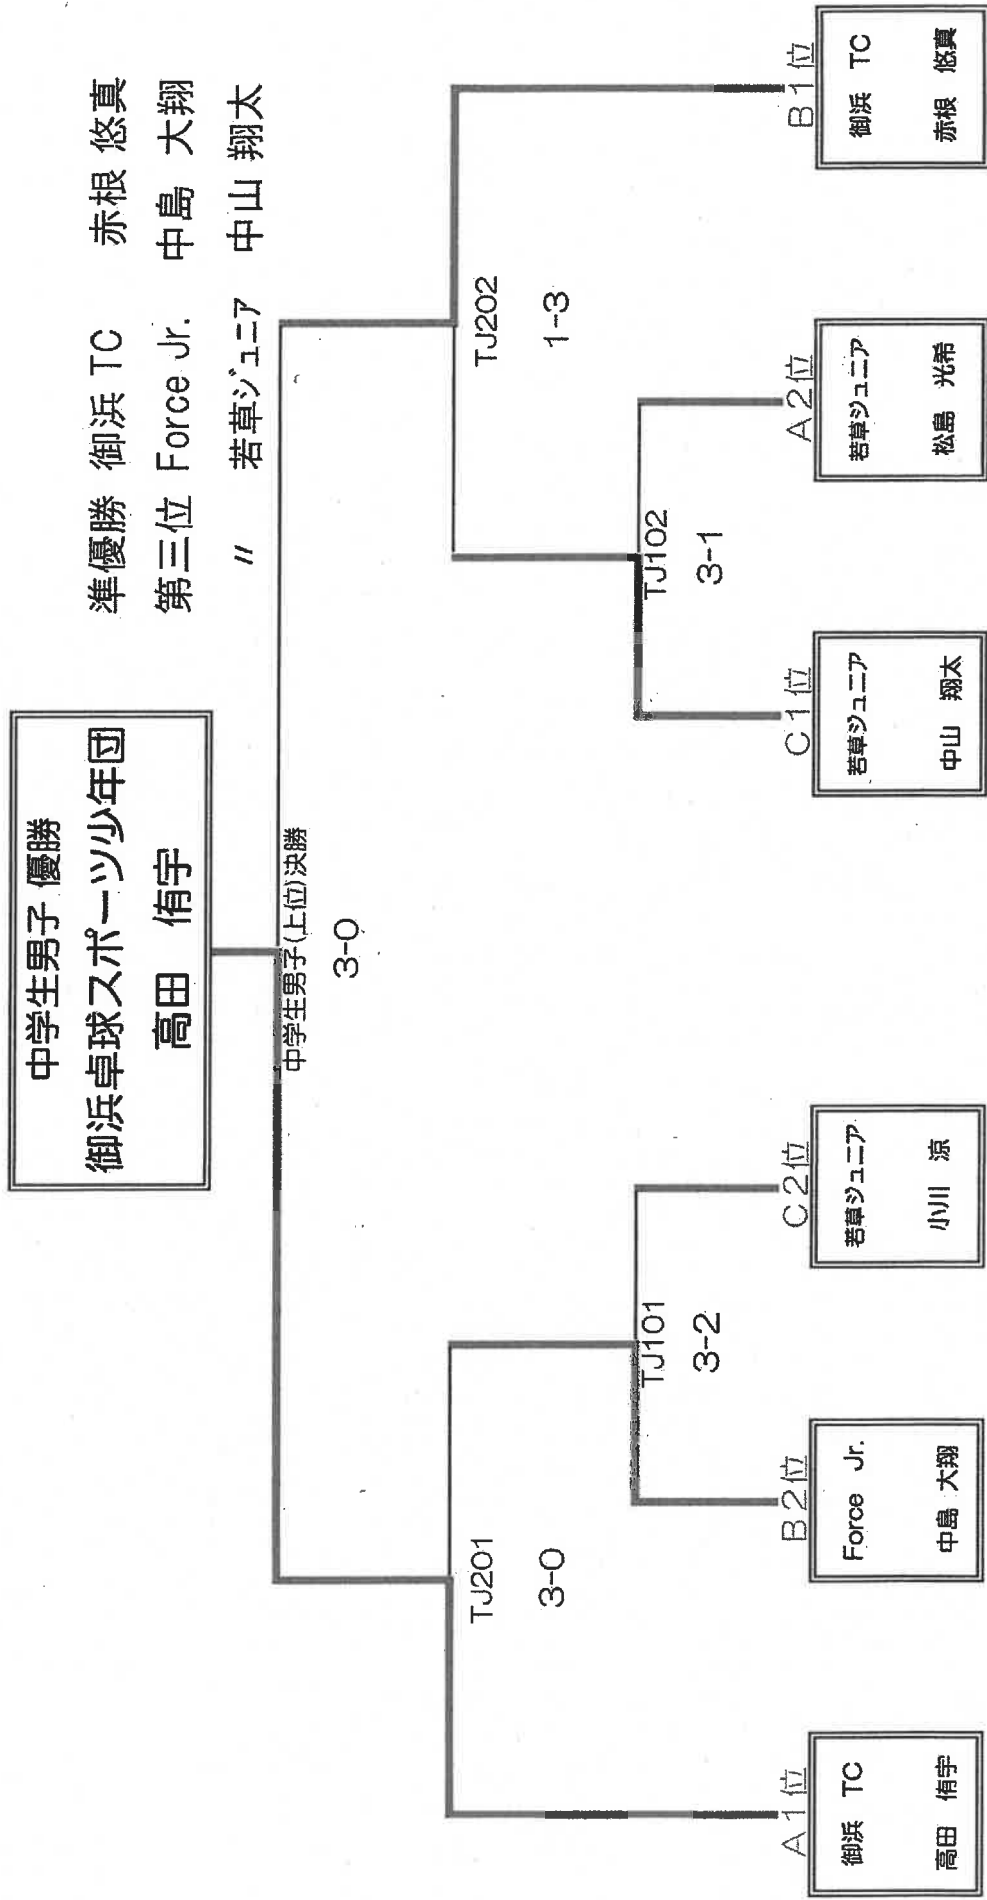 中学生男子 優勝
御浜卓球スポーツ少年団
高田 侑宇
準優勝 御浜 TC 赤根 悠真
第三位 Force Jr. 中島 大翔
〃 若草ジュニア 中山 翔太
中学生男子(上位)決勝
3-0
TJ201
3-0
TJ202
1-3
TJ101
3-2
TJ102
3-1
A1位
御浜 TC
高田 侑宇
B2位
Force Jr.
中島 大翔
C2位
若草ジュニア
小川 涼
C1位
若草ジュニア
中山 翔太
A2位
若草ジュニア
松島 光希
B1位
御浜 TC
赤根 悠真